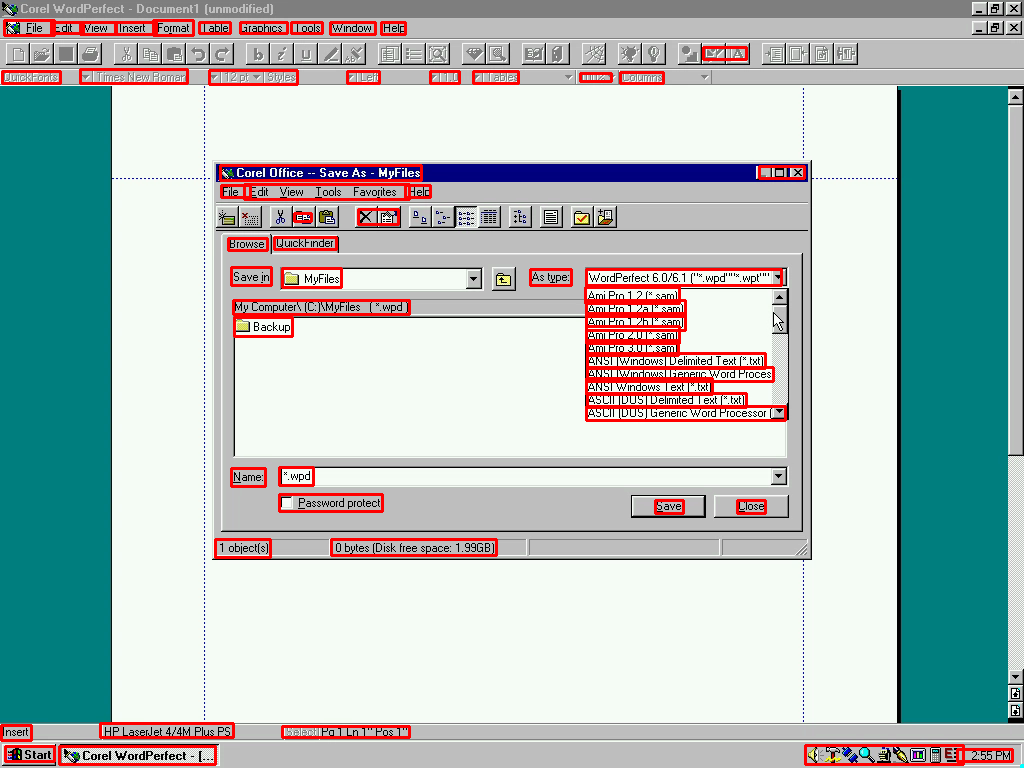 Corel WordPerfect - Document1 (unmodified)
File Edit View Insert Format Table Graphics Tools Window Help
QuickFonts Times New Roman 12 pt Styles Left 1.0 Tables Columns
Corel Office -- Save As - MyFiles
File Edit View Tools Favorites Help
Browse QuickFinder
Save in: MyFiles As type: WordPerfect 6.0/6.1 ("*.wpd""*.wpt""
Ami Pro 1.2 (*.sam)
My Computer\ (C:)\MyFiles ( *.wpd )
Ami Pro 1.2a (*.sam)
Ami Pro 1.2b (*.sam)
Backup
Ami Pro 2.0 (*.sam)
Ami Pro 3.0 (*.sam)
ANSI (Windows) Delimited Text (*.txt)
ANSI (Windows) Generic Word Proces
ANSI Windows Text (*.txt)
ASCII (DOS) Delimited Text (*.txt)
ASCII (DOS) Generic Word Processor (
Name: *.wpd
Password protect Save Close
1 object(s) 0 bytes (Disk free space: 1.99GB)
Insert HP LaserJet 4/4M Plus PS Select Pg 1 Ln 1" Pos 1"
Start Corel WordPerfect - [... 2:55 PM